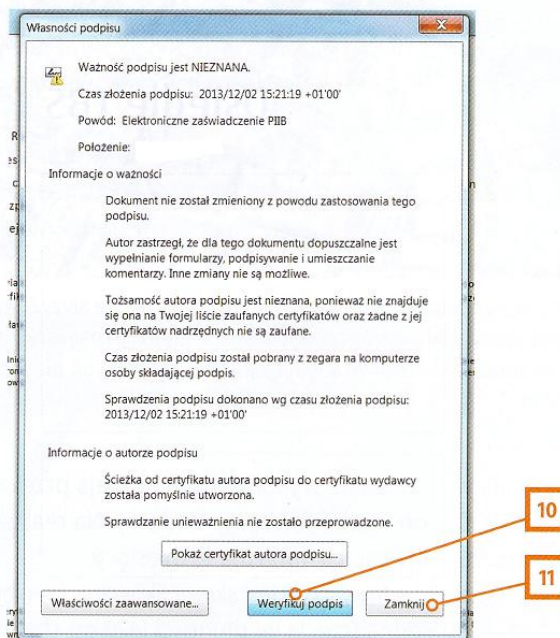 Własności podpisu
Ważność podpisu jest NIEZNANA.
Czas złożenia podpisu: 2013/12/02 15:21:19 +01'00'
Powód: Elektroniczne zaświadczenie PIIB
Położenie:
Informacje o ważności
Dokument nie został zmieniony z powodu zastosowania tego
podpisu.
Autor zastrzegł, że dla tego dokumentu dopuszczalne jest
wypełnianie formularzy, podpisywanie i umieszczanie
komentarzy. Inne zmiany nie są możliwe.
Tożsamość autora podpisu jest nieznana, ponieważ nie znajduje
się ona na Twojej liście zaufanych certyfikatów oraz żadne z jej
certyfikatów nadrzędnych nie są zaufane.
Czas złożenia podpisu został pobrany z zegara na komputerze
osoby składającej podpis.
Sprawdzenia podpisu dokonano wg czasu złożenia podpisu:
2013/12/02 15:21:19 +01'00'
Informacje o autorze podpisu
Ścieżka od certyfikatu autora podpisu do certyfikatu wydawcy
została pomyślnie utworzona.
Sprawdzanie unieważnienia nie zostało przeprowadzone.
10
Pokaż certyfikat autora podpisu...
11
Właściwości zaawansowane... Weryfikuj podpis Zamknij